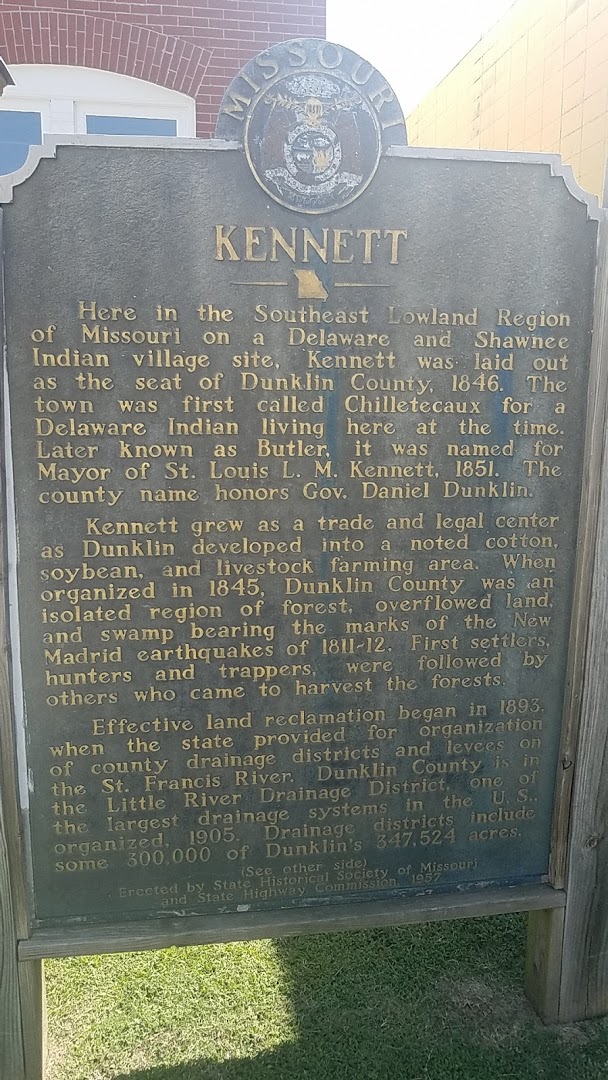 MISSOURI
KENNETT
Here in the Southeast Lowland Region
of Missouri on a Delaware and Shawnee
Indian village site, Kennett was laid out
as the seat of Dunklin County, 1846. The
town was first called Chilletecaux for a
Delaware Indian living here at the time.
Later known as Butler, it was named for
Mayor of St. Louis L. M. Kennett, 1851. The
county name honors Gov. Daniel Dunklin.
Kennett grew as a trade and legal center
as Dunklin developed into a noted cotton,
soybean, and livestock farming area. When
organized in 1845, Dunklin County was an
isolated region of forest, overflowed land,
and swamp bearing the marks of the New
Madrid earthquakes of 1811-12. First settlers,
hunters and trappers, were followed by
others who came to harvest the forests.
Effective land reclamation began in 1893,
when the state provided for organization
of county drainage districts and levees on
the St. Francis River. Dunklin County is in
the Little River Drainage District, one of
the largest drainage systems in the U. S.,
organized, 1905. Drainage districts include
some 300,000 of Dunklin's 347,524 acres.
(See other side)
Erected by State Historical Society of Missouri
and State Highway Commission, 1957